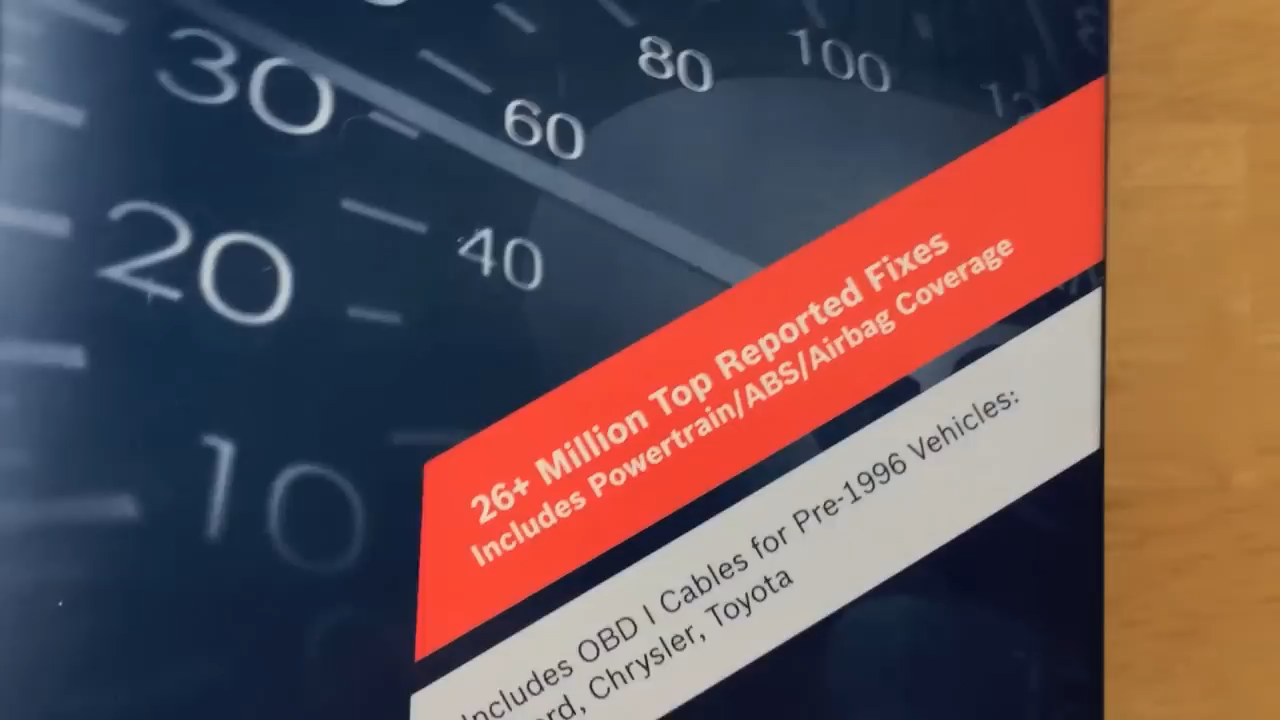 80
100
30
60
20
40
10
26+ Million Top Reported Fixes
Includes Powertrain/ABS/Airbag Coverage
Includes OBD I Cables for Pre-1996 Vehicles:
Chrysler, Toyota